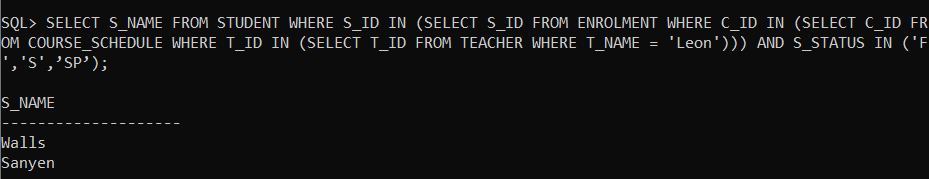 SQL> SELECT S_NAME FROM STUDENT WHERE S_ID IN (SELECT S_ID FROM ENROLMENT WHERE C_ID IN (SELECT C_ID FR
OM COURSE_SCHEDULE WHERE T_ID IN (SELECT T_ID FROM TEACHER WHERE T_NAME = 'Leon'))) AND S_STATUS IN ('F
','S',’SP’);
S_NAME
--------------------
Walls
Sanyen